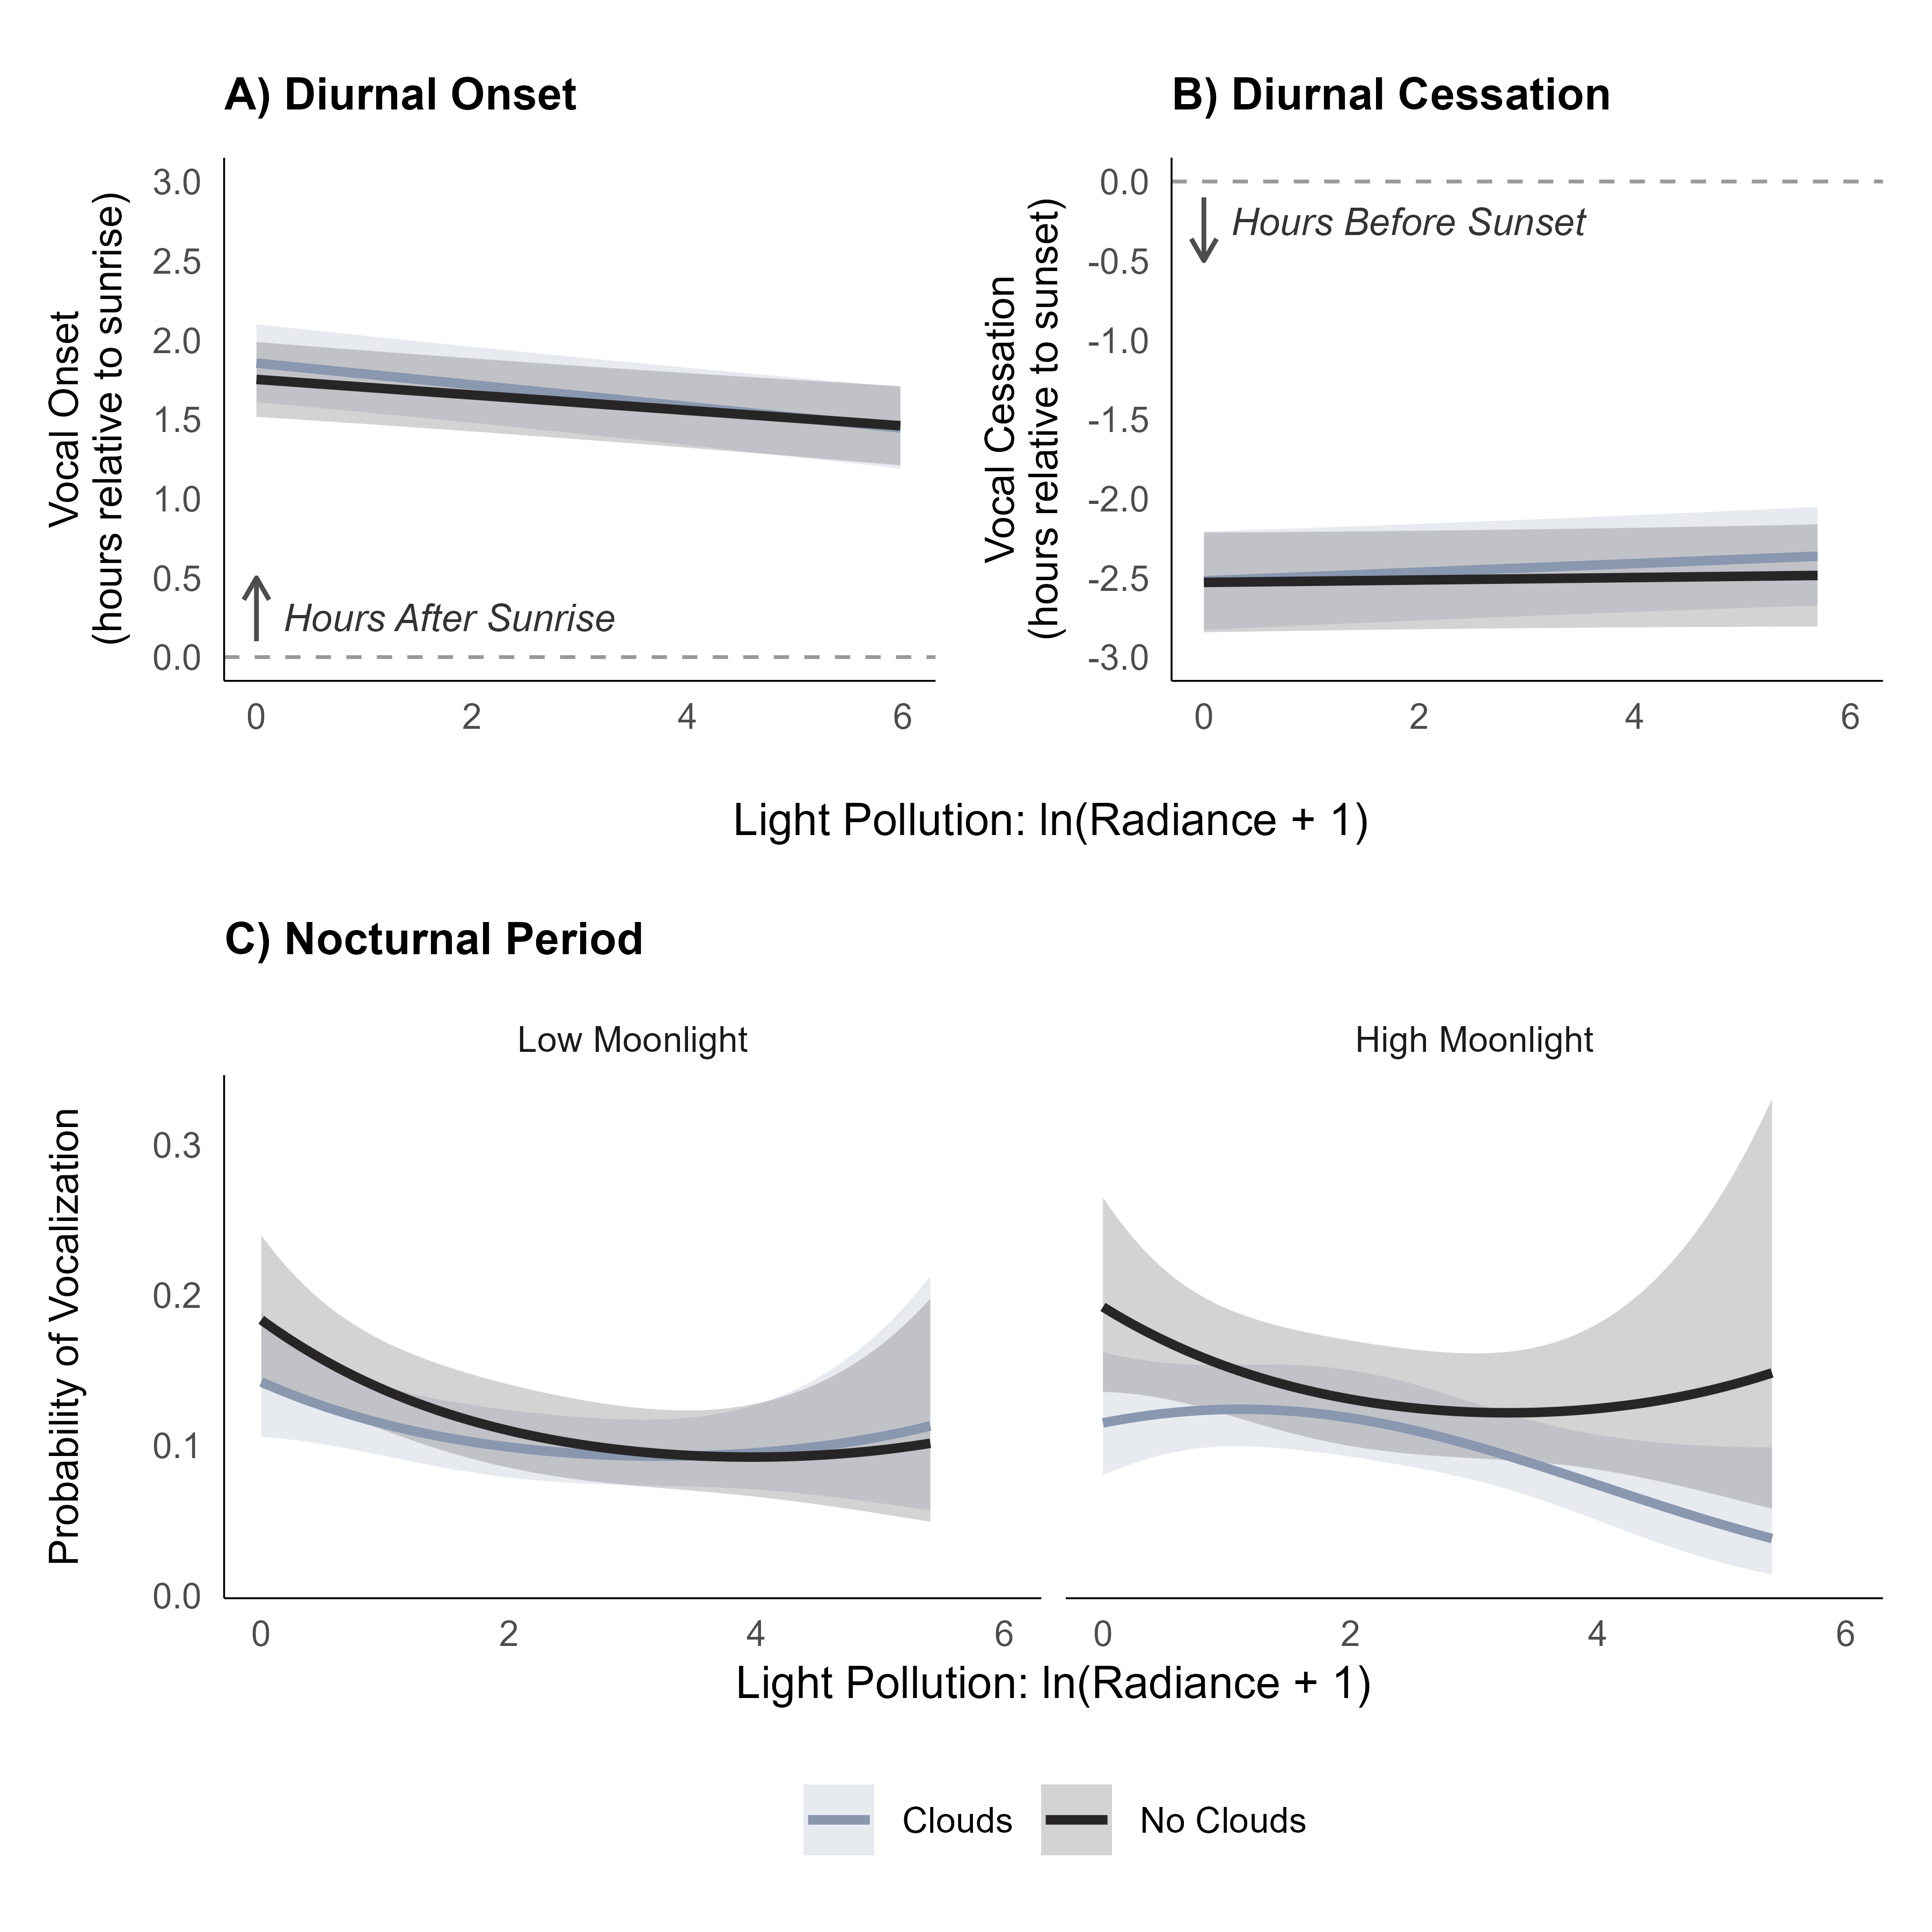 A) Diurnal Onset
Vocal Onset
(hours relative to sunrise)
3.0
2.5
2.0
1.5
1.0
0.5
0.0
Hours After Sunrise
0 2 4 6
B) Diurnal Cessation
Vocal Cessation
(hours relative to sunset)
0.0
-0.5
-1.0
-1.5
-2.0
-2.5
-3.0
Hours Before Sunset
0 2 4 6
Light Pollution: ln(Radiance + 1)
C) Nocturnal Period
Low Moonlight
High Moonlight
Probability of Vocalization
0.3
0.2
0.1
0.0
0 2 4 6
0 2 4 6
Light Pollution: ln(Radiance + 1)
Clouds
No Clouds